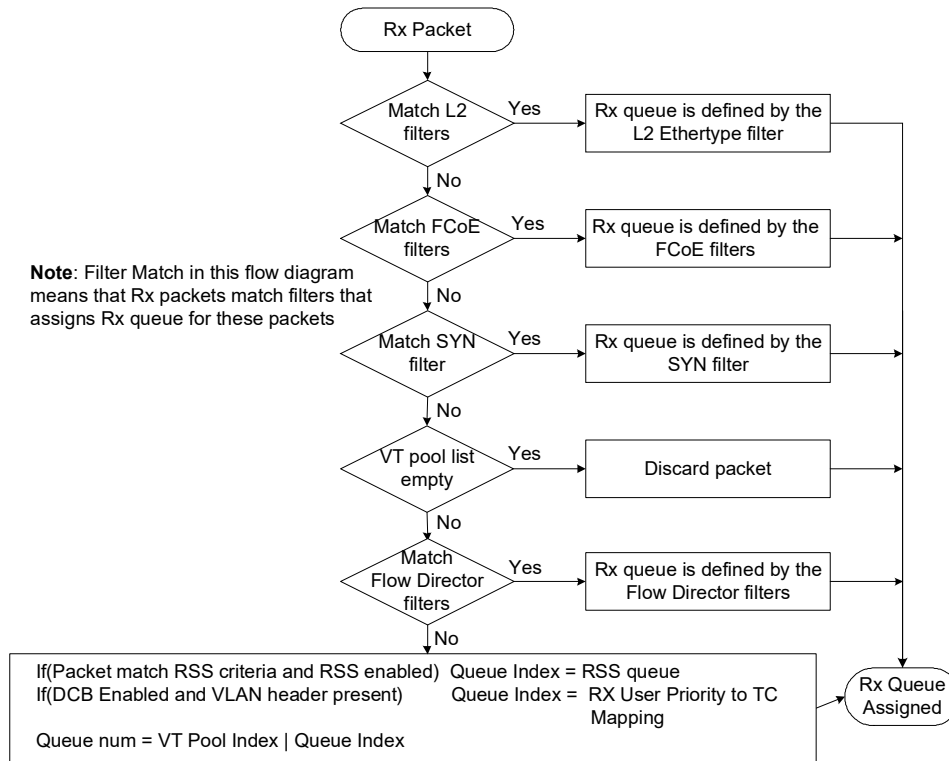 Rx Packet
Match L2
filters
Yes
Rx queue is defined by the
L2 Ethertype filter
No
Match FCoE
filters
Yes
Rx queue is defined by the
FCoE filters
Note: Filter Match in this flow diagram
means that Rx packets match filters that
assigns Rx queue for these packets
No
Match SYN
filter
Yes
Rx queue is defined by the
SYN filter
No
VT pool list
empty
Yes
Discard packet
No
Match
Flow Director
filters
Yes
Rx queue is defined by the
Flow Director filters
No
If(Packet match RSS criteria and RSS enabled) Queue Index = RSS queue
If(DCB Enabled and VLAN header present) Queue Index = RX User Priority to TC
Mapping
Queue num = VT Pool Index | Queue Index
Rx Queue
Assigned